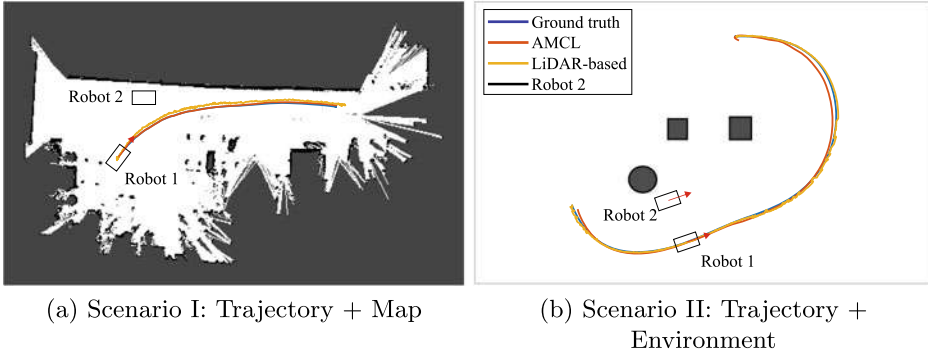 Robot 2
Robot 1
Ground truth
AMCL
LiDAR-based
Robot 2
Robot 2
Robot 1
(a) Scenario I: Trajectory + Map
(b) Scenario II: Trajectory +
Environment